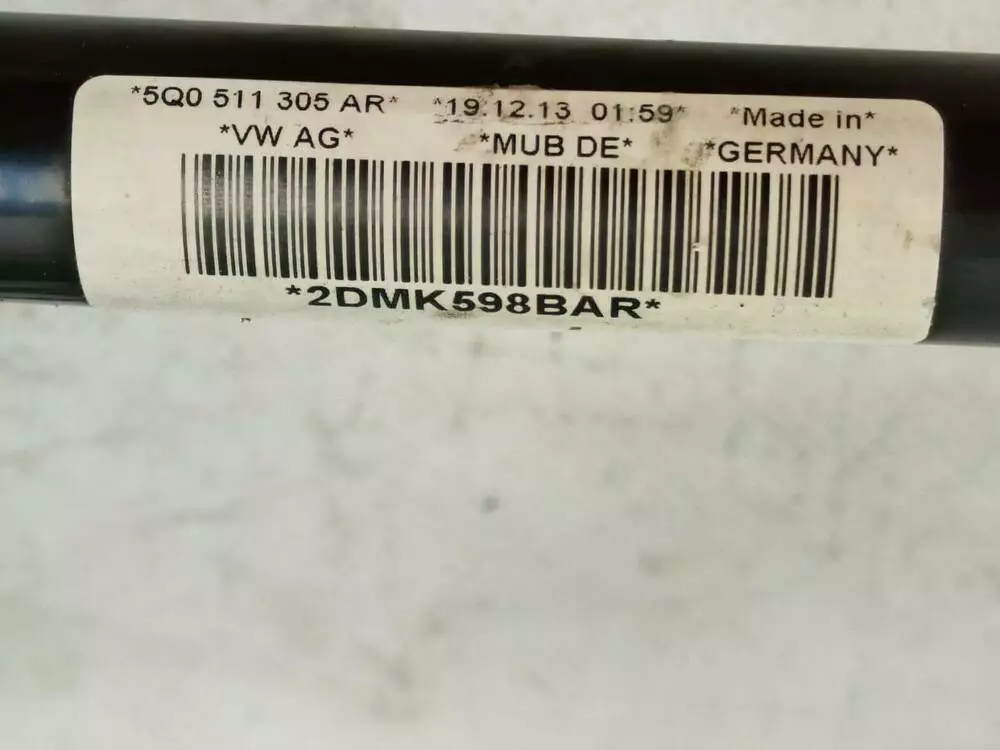 *5Q0 511 305 AR* *19.12.13 01:59* *Made in*
*VW AG* *MUB DE* *GERMANY*
*2DMK598BAR*